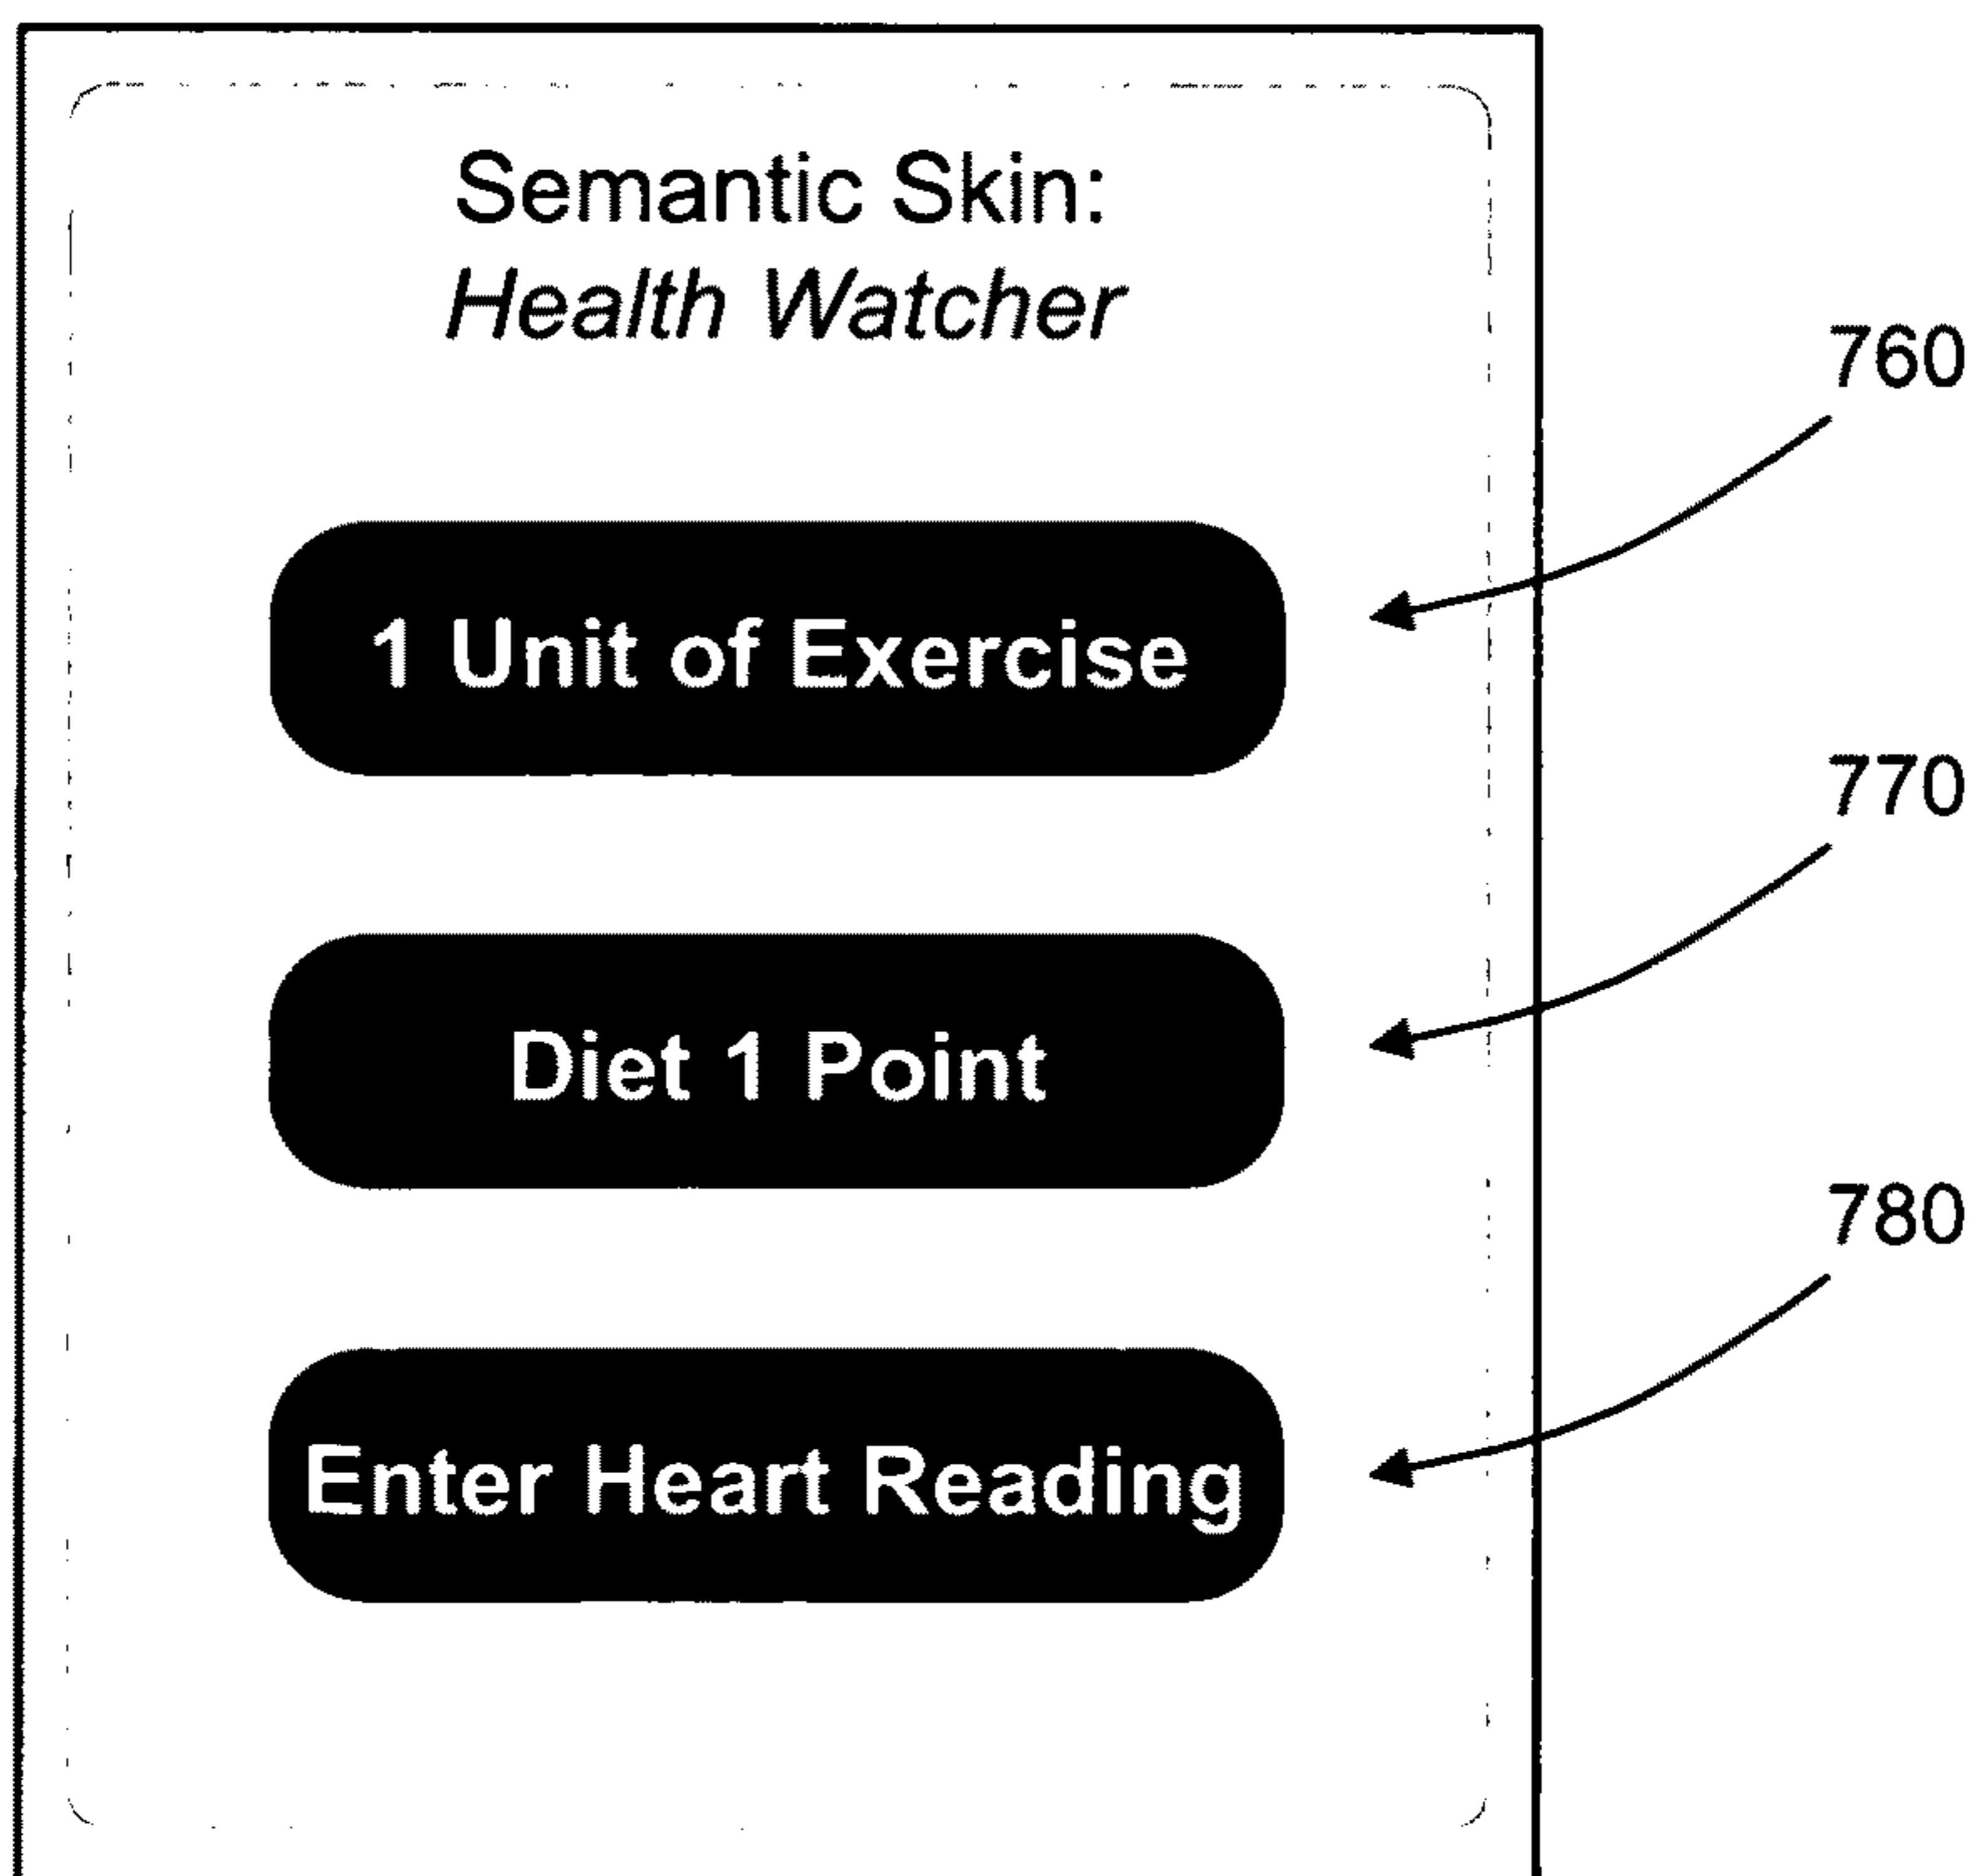 Semantic Skin:
Health Watcher
760
1 Unit of Exercise
770
Diet 1 Point
780
Enter Heart Reading